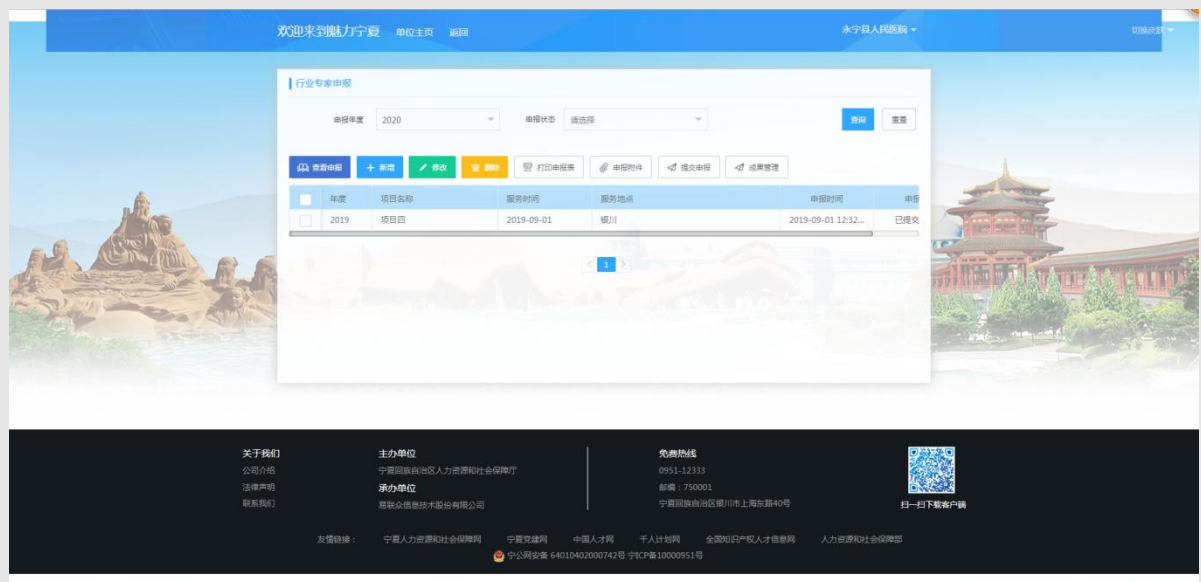 欢迎来到魅力宁夏 单位主页 返回 永宁县人民医院 切换皮肤
行业专家申报
申报年度 2020 申报状态 请选择 查询 重置
查看申报 新增 修改 删除 打印申报表 申报附件 提交申报 成果管理
年度 项目名称 服务时间 服务地点 申报时间 申报
2019 项目四 2019-09-01 银川 2019-09-01 12:32... 已提交
< 1 >
关于我们 主办单位 免费热线
公司介绍 宁夏回族自治区人力资源和社会保障厅 0951-12333
法律声明 承办单位 邮编：750001
联系我们 易联众信息技术股份有限公司 宁夏回族自治区银川市上海东路40号
扫一扫下载客户端
友情链接： 宁夏人力资源和社会保障网 宁夏党建网 中国人才网 千人计划网 全国知识产权人才信息网 人力资源和社会保障部
宁公网安备 64010402000742号 宁ICP备10000951号